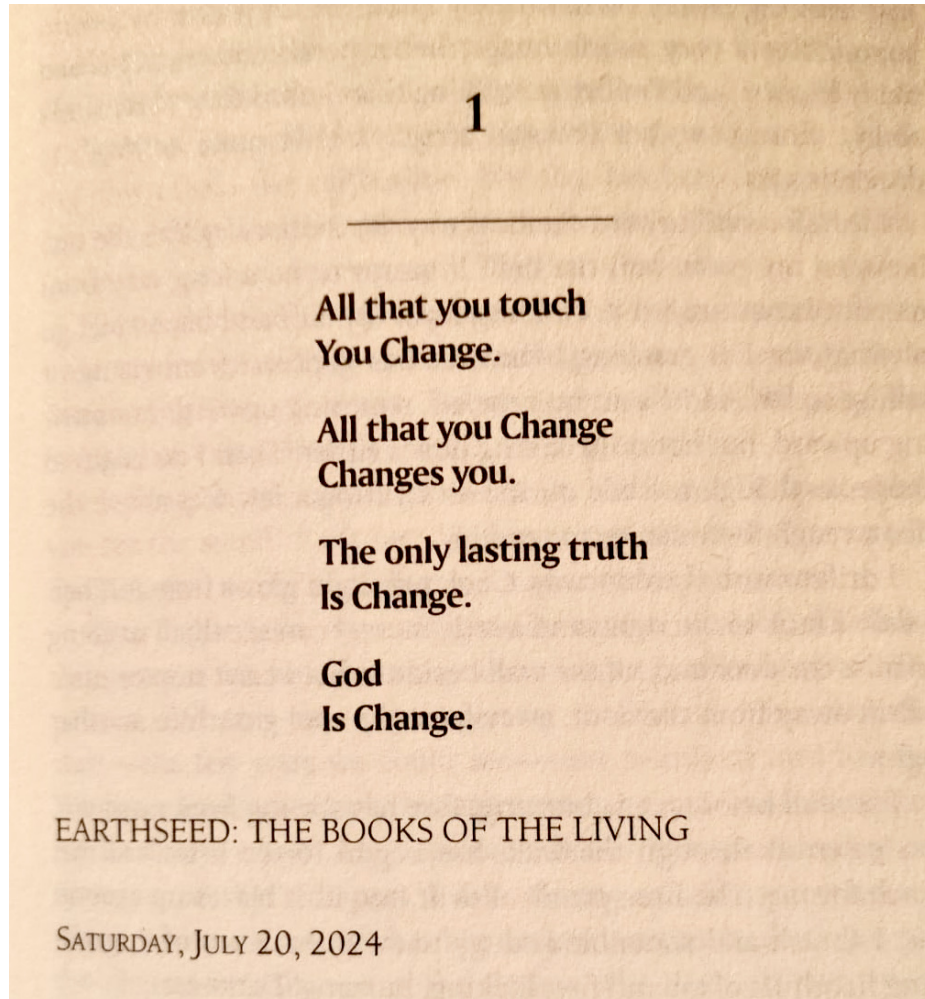 1
All that you touch
You Change.
All that you Change
Changes you.
The only lasting truth
Is Change.
God
Is Change.
EARTHSEED: THE BOOKS OF THE LIVING
SATURDAY, JULY 20, 2024